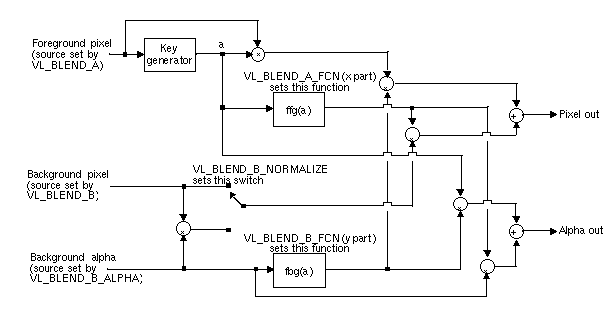 Foreground pixel
(source set by
VL_BLEND_A)
Key
generator
a
×
VL_BLEND_A_FCN (x part)
sets this function
×
ffg(a)
+
Pixel out
×
Background pixel
(source set by
VL_BLEND_B)
VL_BLEND_B_NORMALIZE
sets this switch
×
×
VL_BLEND_B_FCN (y part)
sets this function
+
Alpha out
Background alpha
(source set by
VL_BLEND_B_ALPHA)
fbg(a)
×